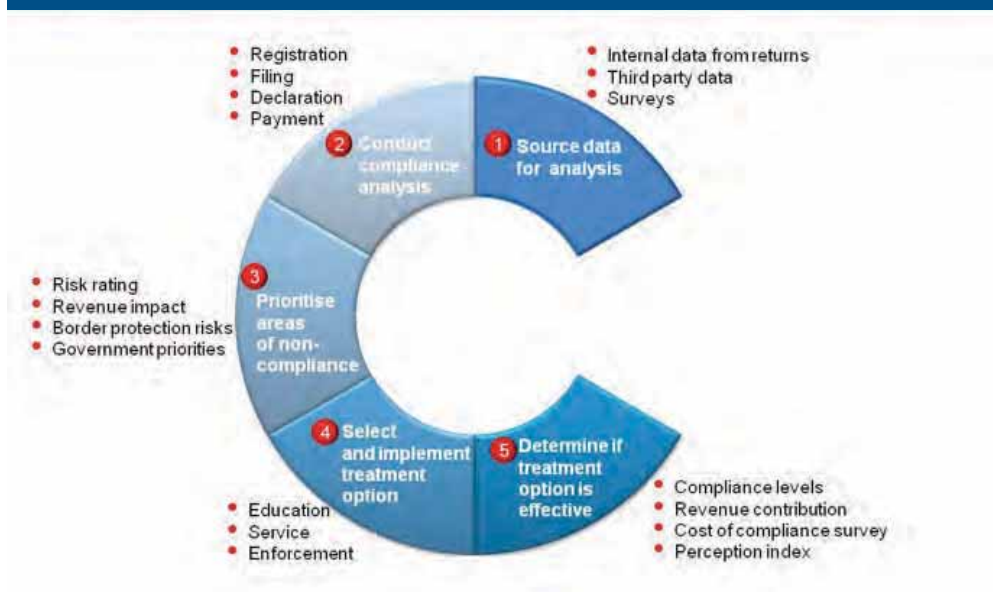 1
Source data
for analysis
Internal data from returns
Third party data
Surveys
2
Conduct
compliance
analysis
Registration
Filing
Declaration
Payment
3
Prioritise
areas
of non-
compliance
Risk rating
Revenue impact
Border protection risks
Government priorities
4
Select
and implement
treatment
option
Education
Service
Enforcement
5
Determine if
treatment
option is
effective
Compliance levels
Revenue contribution
Cost of compliance survey
Perception index